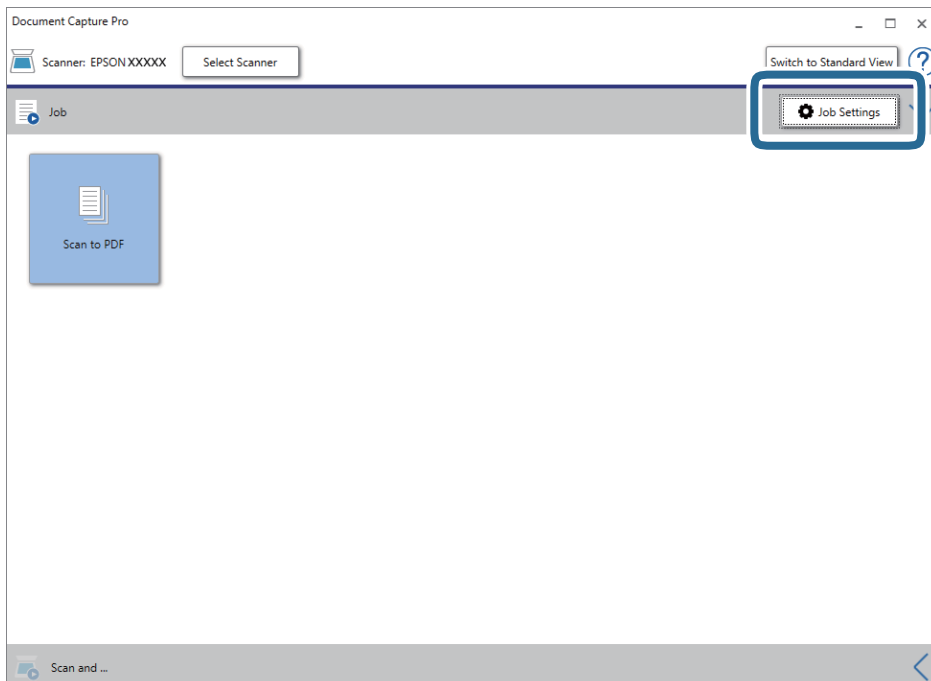 Document Capture Pro
Scanner: EPSON XXXXX
Select Scanner
Switch to Standard View
?
Job
Job Settings
Scan to PDF
Scan and ...